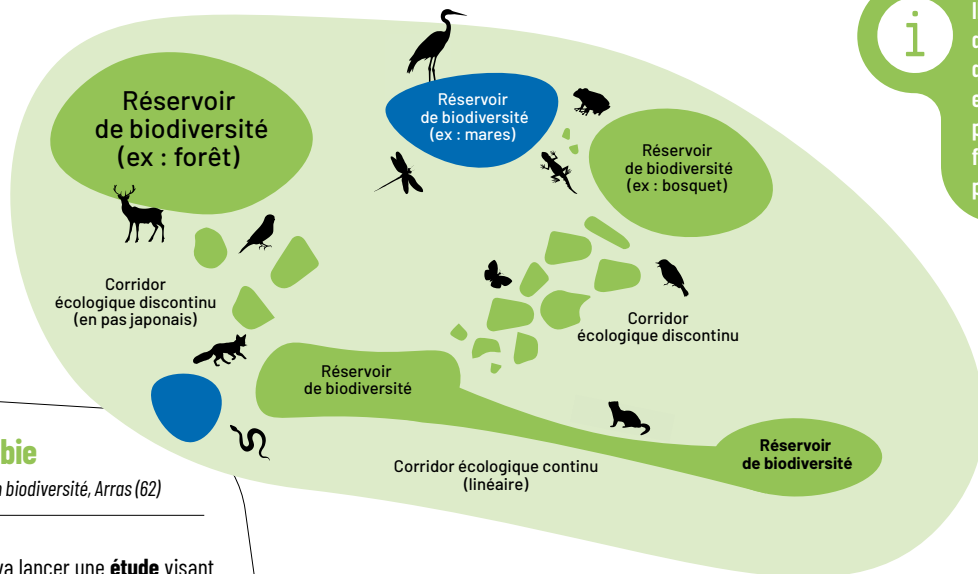 Réservoir
de biodiversité
(ex : forêt)
Réservoir
de biodiversité
(ex : mares)
Réservoir
de biodiversité
(ex : bosquet)
i
Corridor
écologique discontinu
(en pas japonais)
Corridor
écologique discontinu
Réservoir
de biodiversité
Corridor écologique continu
(linéaire)
Réservoir
de biodiversité
bie
biodiversité, Arras (62)
va lancer une étude visant